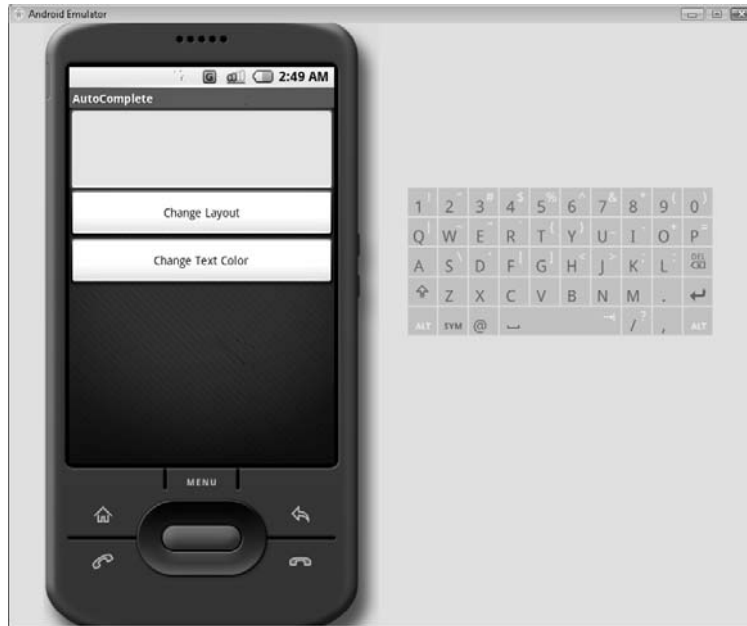 Android Emulator
G 2:49 AM
AutoComplete
Change Layout
Change Text Color
MENU
1 ! 2 3 # 4 $ 5 % 6 ^ 7 & 8 * 9 ( 0 )
Q W E R T { Y } U - I O P =
A S \ D F [ G ] H < J > K ; L : DEL
Z X C V B N M .
ALT SYM @ / ? , ALT